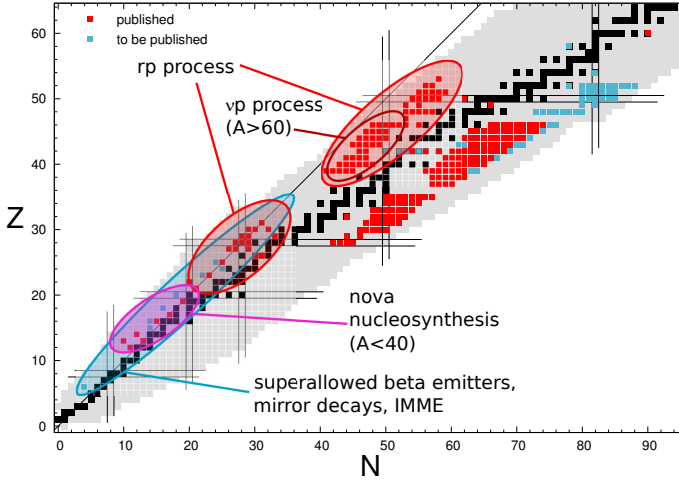 published
to be published
rp process
νp process
(A>60)
nova
nucleosynthesis
(A<40)
superallowed beta emitters,
mirror decays, IMME
Z
N
60
50
40
30
20
10
0
0 10 20 30 40 50 60 70 80 90